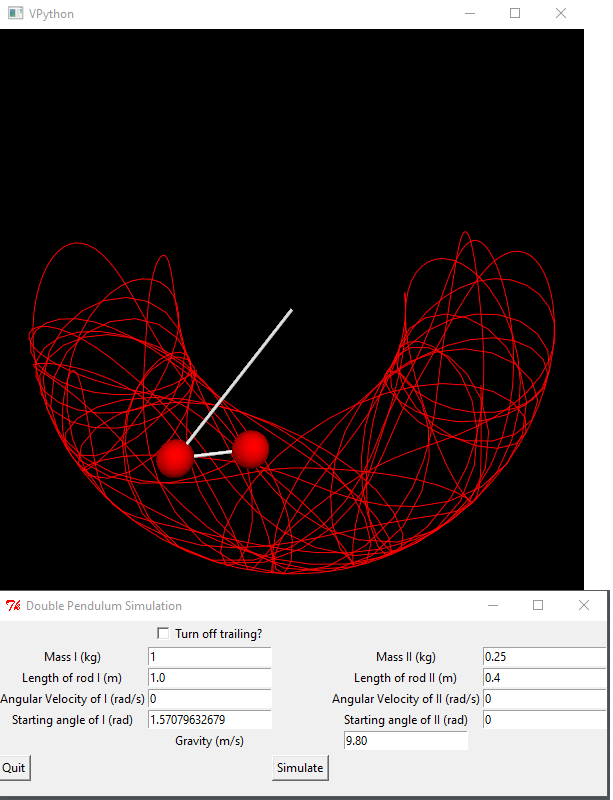 VPython
Double Pendulum Simulation
Turn off trailing?
Mass I (kg) 1 Mass II (kg) 0.25
Length of rod I (m) 1.0 Length of rod II (m) 0.4
Angular Velocity of I (rad/s) 0 Angular Velocity of II (rad/s) 0
Starting angle of I (rad) 1.57079632679 Starting angle of II (rad) 0
Gravity (m/s) 9.80
Quit Simulate